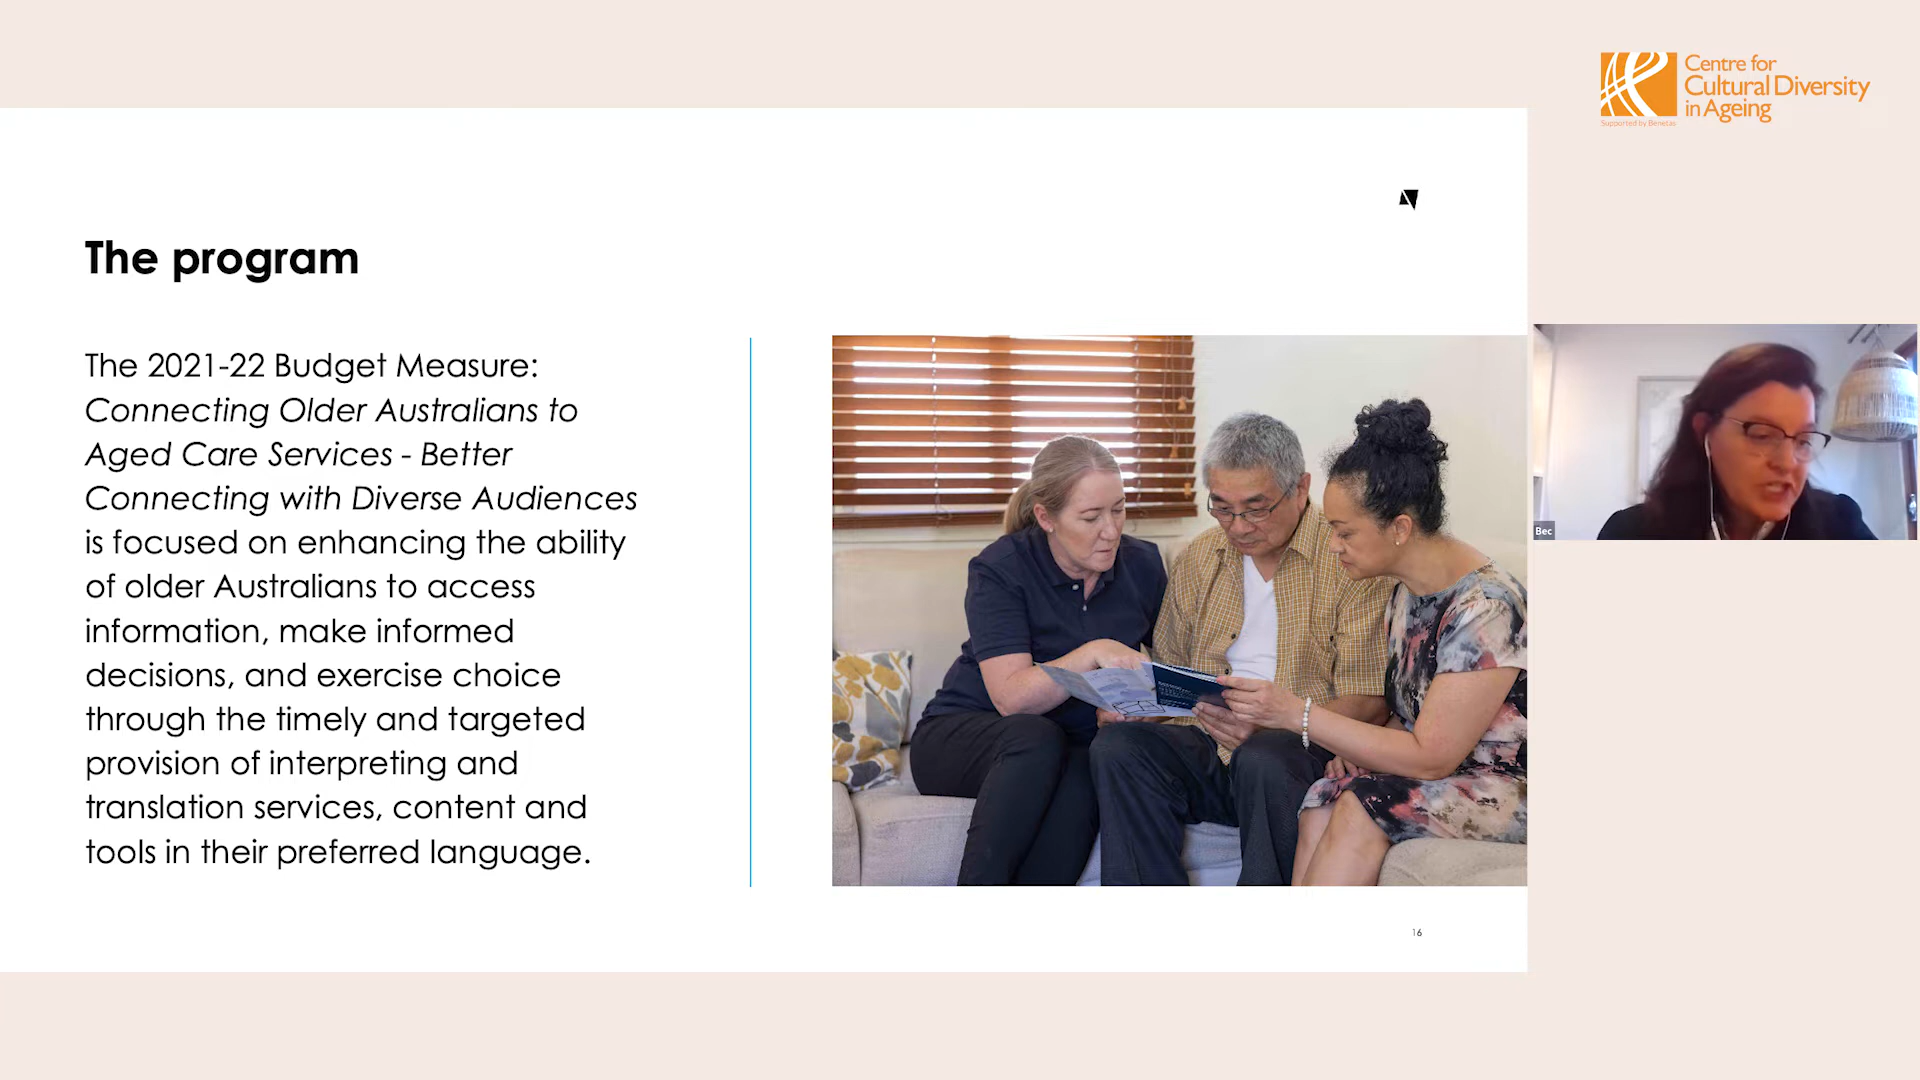 Centre for
Cultural Diversity
in Ageing
Supported by Benetas
The program
The 2021-22 Budget Measure:
Connecting Older Australians to
Aged Care Services - Better
Connecting with Diverse Audiences
is focused on enhancing the ability
of older Australians to access
information, make informed
decisions, and exercise choice
through the timely and targeted
provision of interpreting and
translation services, content and
tools in their preferred language.
Bec
16